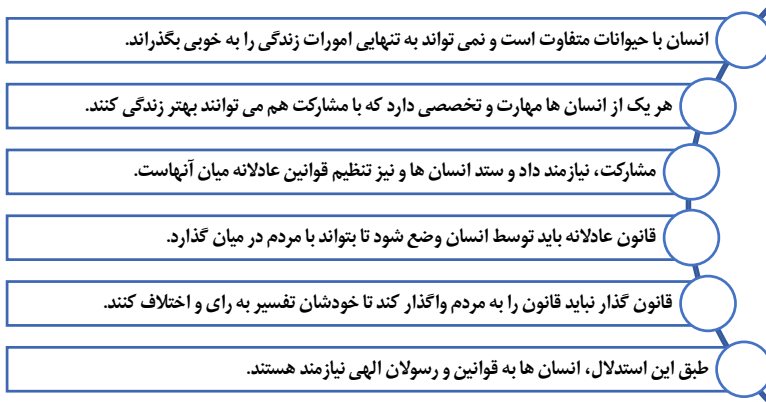 انسان با حیوانات متفاوت است و نمی تواند به تنهایی امورات زندگی را به خوبی بگذراند.
هر یک از انسان ها مهارت و تخصصی دارد که با مشارکت هم می توانند بهتر زندگی کنند.
مشارکت، نیازمند داد و ستد انسان ها و نیز تنظیم قوانین عادلانه میان آنهاست.
قانون عادلانه باید توسط انسان وضع شود تا بتواند با مردم در میان گذارد.
قانون گذار نباید قانون را به مردم واگذار کند تا خودشان تفسیر به رای و اختلاف کنند.
طبق این استدلال، انسان ها به قوانین و رسولان الهی نیازمند هستند.